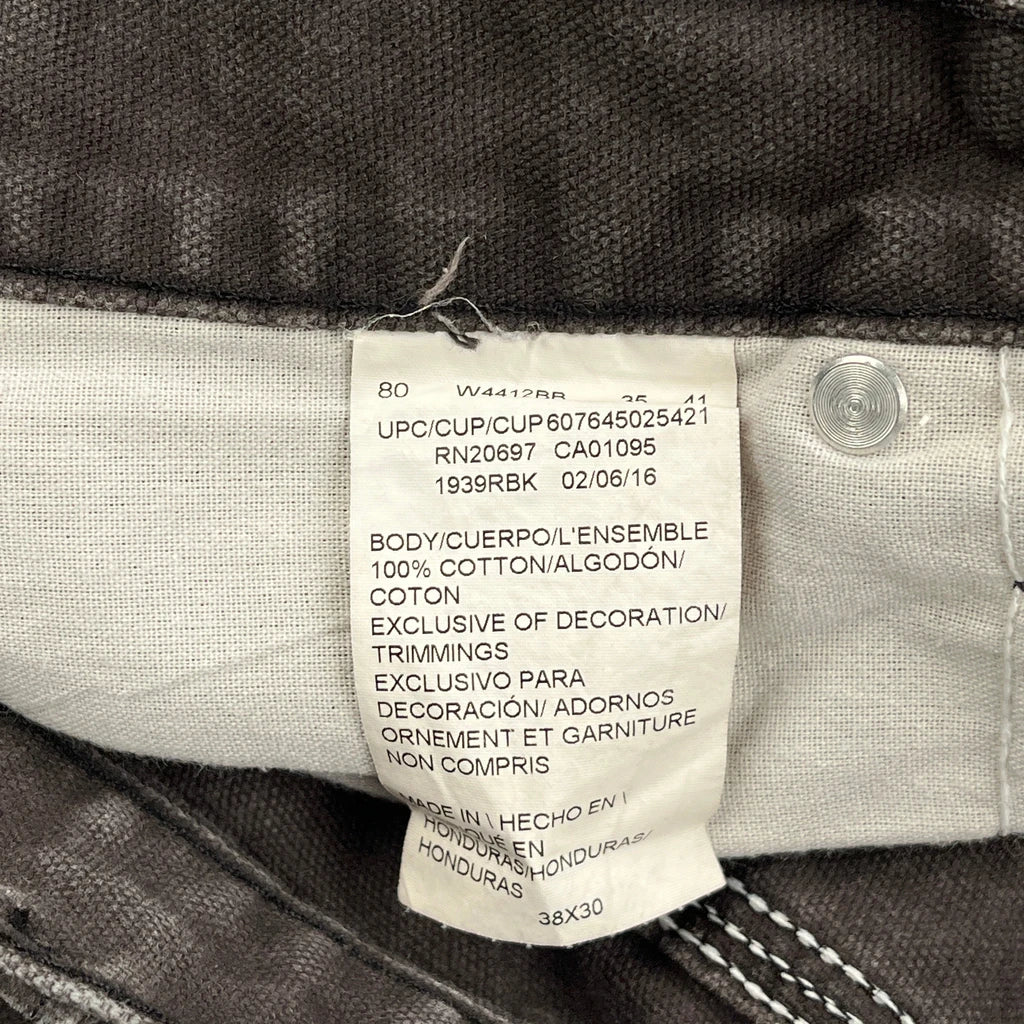 80 W4412BB 35 41
UPC/CUP/CUP607645025421
RN20697 CA01095
1939RBK 02/06/16
BODY/CUERPO/L'ENSEMBLE
100% COTTON/ALGODÓN/
COTON
EXCLUSIVE OF DECORATION/
TRIMMINGS
EXCLUSIVO PARA
DECORACIÓN/ ADORNOS
ORNEMENT ET GARNITURE
NON COMPRIS
MADE IN \ HECHO EN \
EN
HONDURAS/HONDURAS/
HONDURAS
38X30